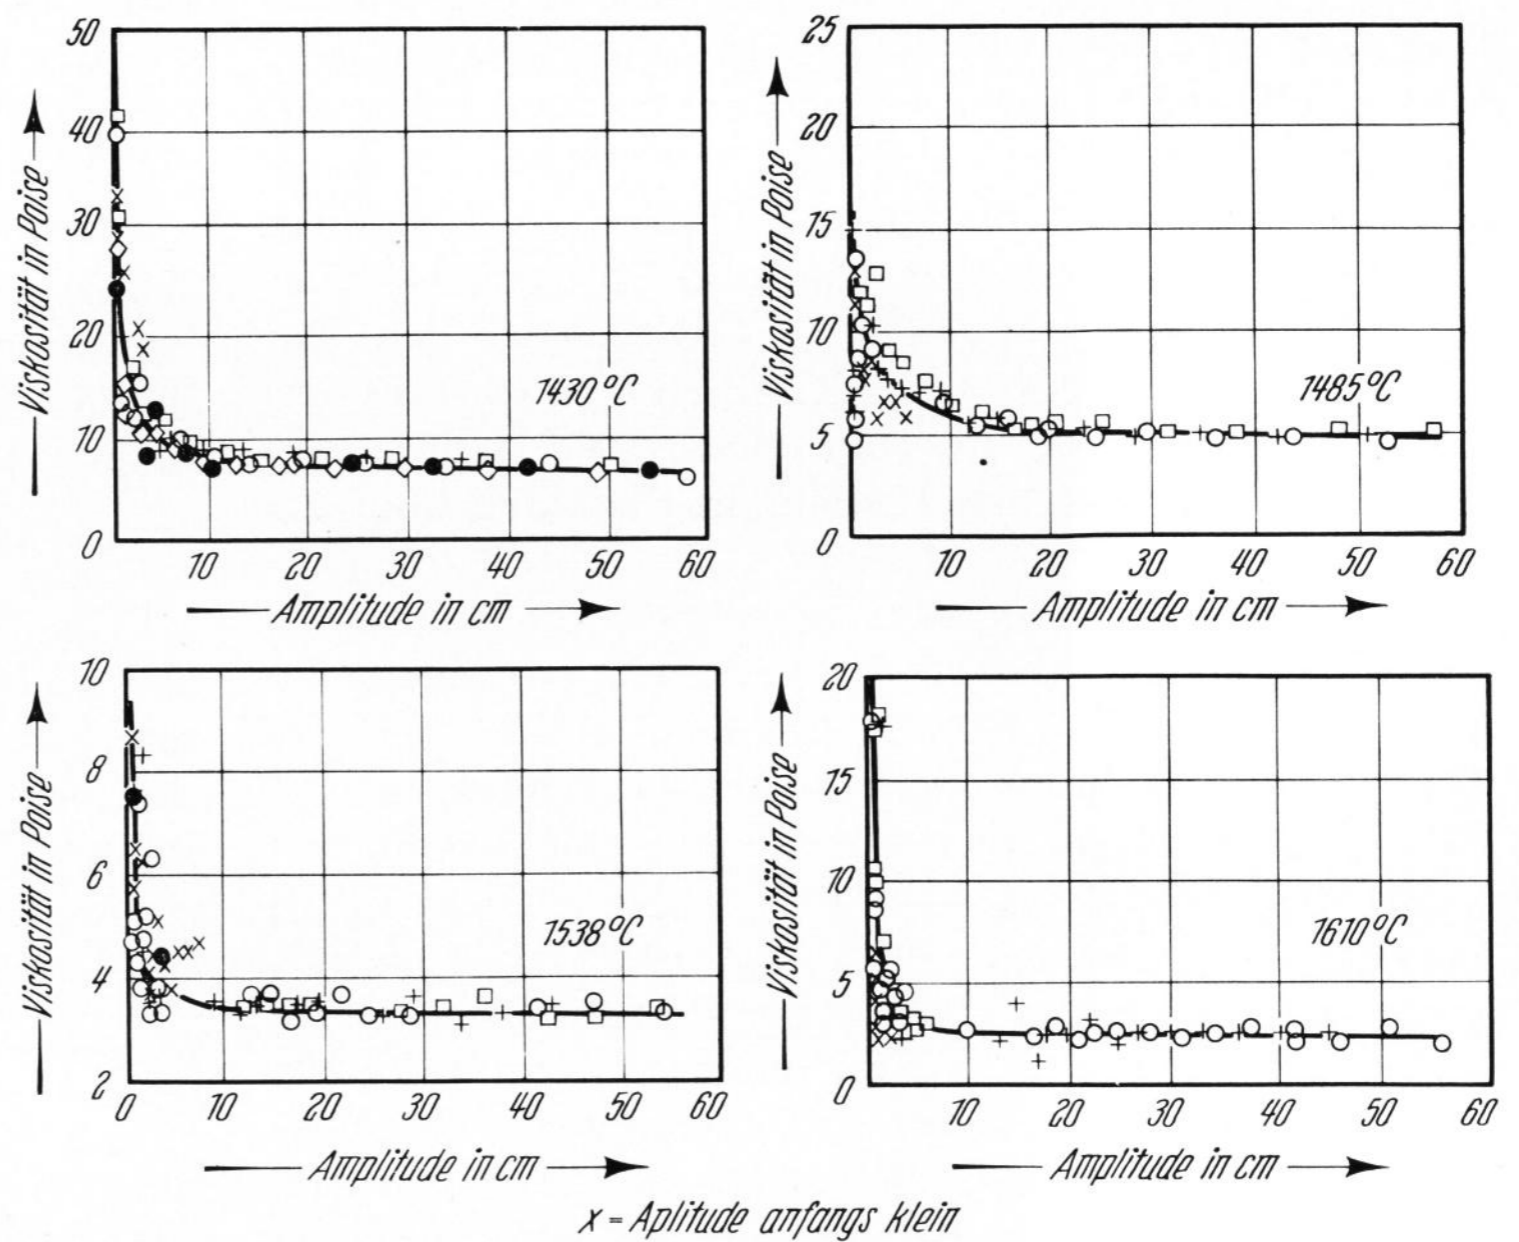 50
40
30
20
10
0
10 20 30 40 50 60
Viskosität in Poise
1430°C
Amplitude in cm
25
20
15
10
5
0
10 20 30 40 50 60
Viskosität in Poise
1485°C
Amplitude in cm
10
8
6
4
2
0 10 20 30 40 50 60
Viskosität in Poise
1538°C
Amplitude in cm
20
15
10
5
0
10 20 30 40 50 60
Viskosität in Poise
1610°C
Amplitude in cm
x = Aplitude anfangs klein